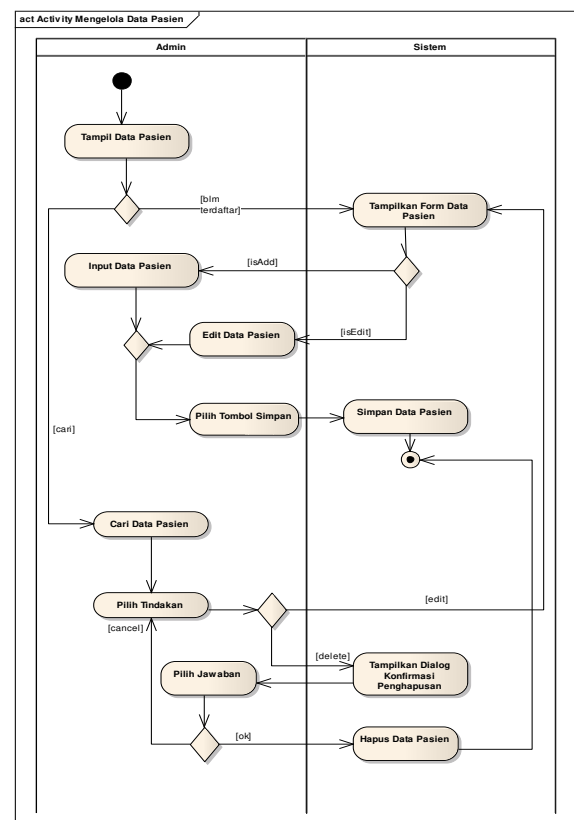 act Activity Mengelola Data Pasien
Admin
Sistem
Tampil Data Pasien
[blm
terdaftar]
Tampilkan Form Data
Pasien
Input Data Pasien
[isAdd]
Edit Data Pasien
[isEdit]
Pilih Tombol Simpan
Simpan Data Pasien
[cari]
Cari Data Pasien
Pilih Tindakan
[edit]
[cancel]
[delete]
Tampilkan Dialog
Konfirmasi
Penghapusan
Pilih Jawaban
[ok]
Hapus Data Pasien